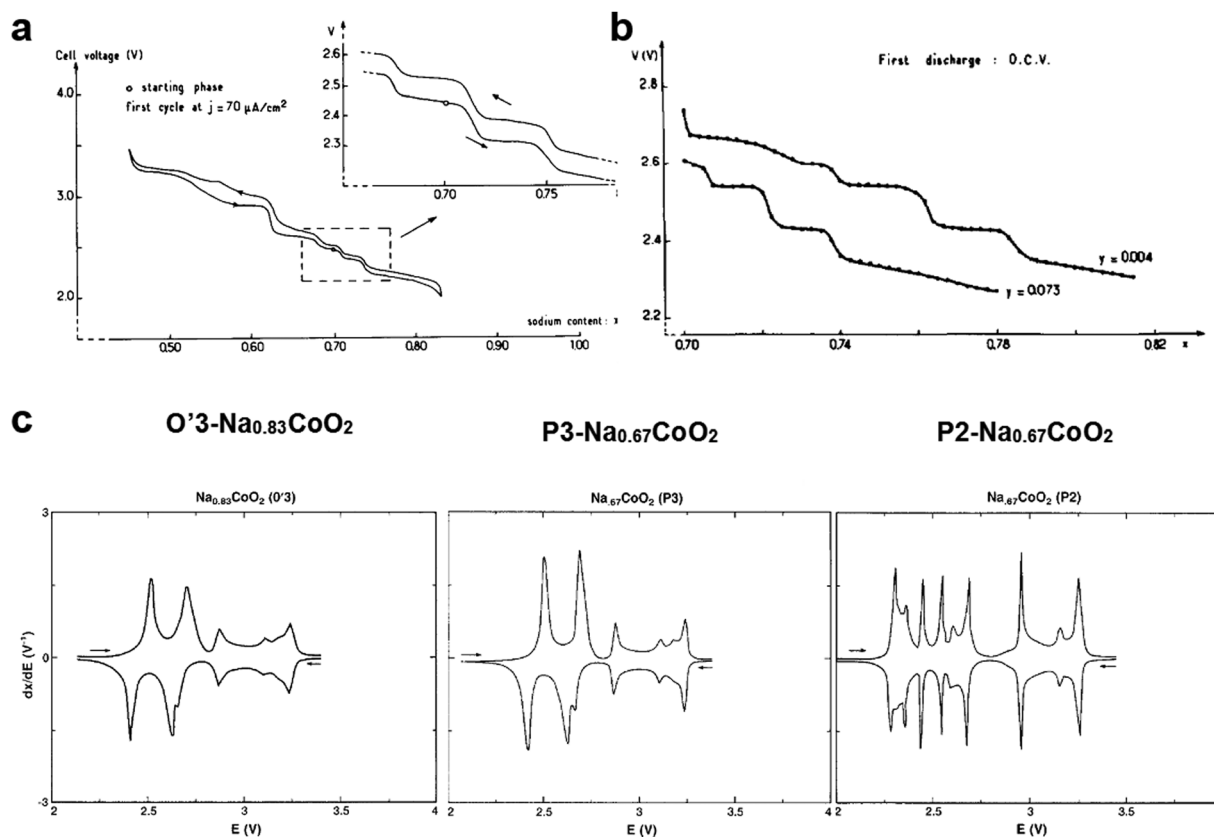 a
Cell voltage (V)
4.0
3.0
2.0
o starting phase
first cycle at j = 70 µA/cm²
V
2.6
2.5
2.4
2.3
0.70
0.75
0.50
0.60
0.70
0.80
0.90
1.00
sodium content:
b
V (V)
First discharge : O.C.V.
2.8
2.6
2.4
2.2
y = 0.004
y = 0.073
0.70
0.74
0.78
0.82
x
c
O’3-Na0.83CoO2
P3-Na0.67CoO2
P2-Na0.67CoO2
Na.83CoO2 (0'3)
Na.67CoO2 (P3)
Na.67CoO2 (P2)
dx/dE (V⁻¹)
3
0
-3
2
2.5
3
3.5
4
2.5
3
3.5
4
2.5
3
3.5
E (V)
E (V)
E (V)